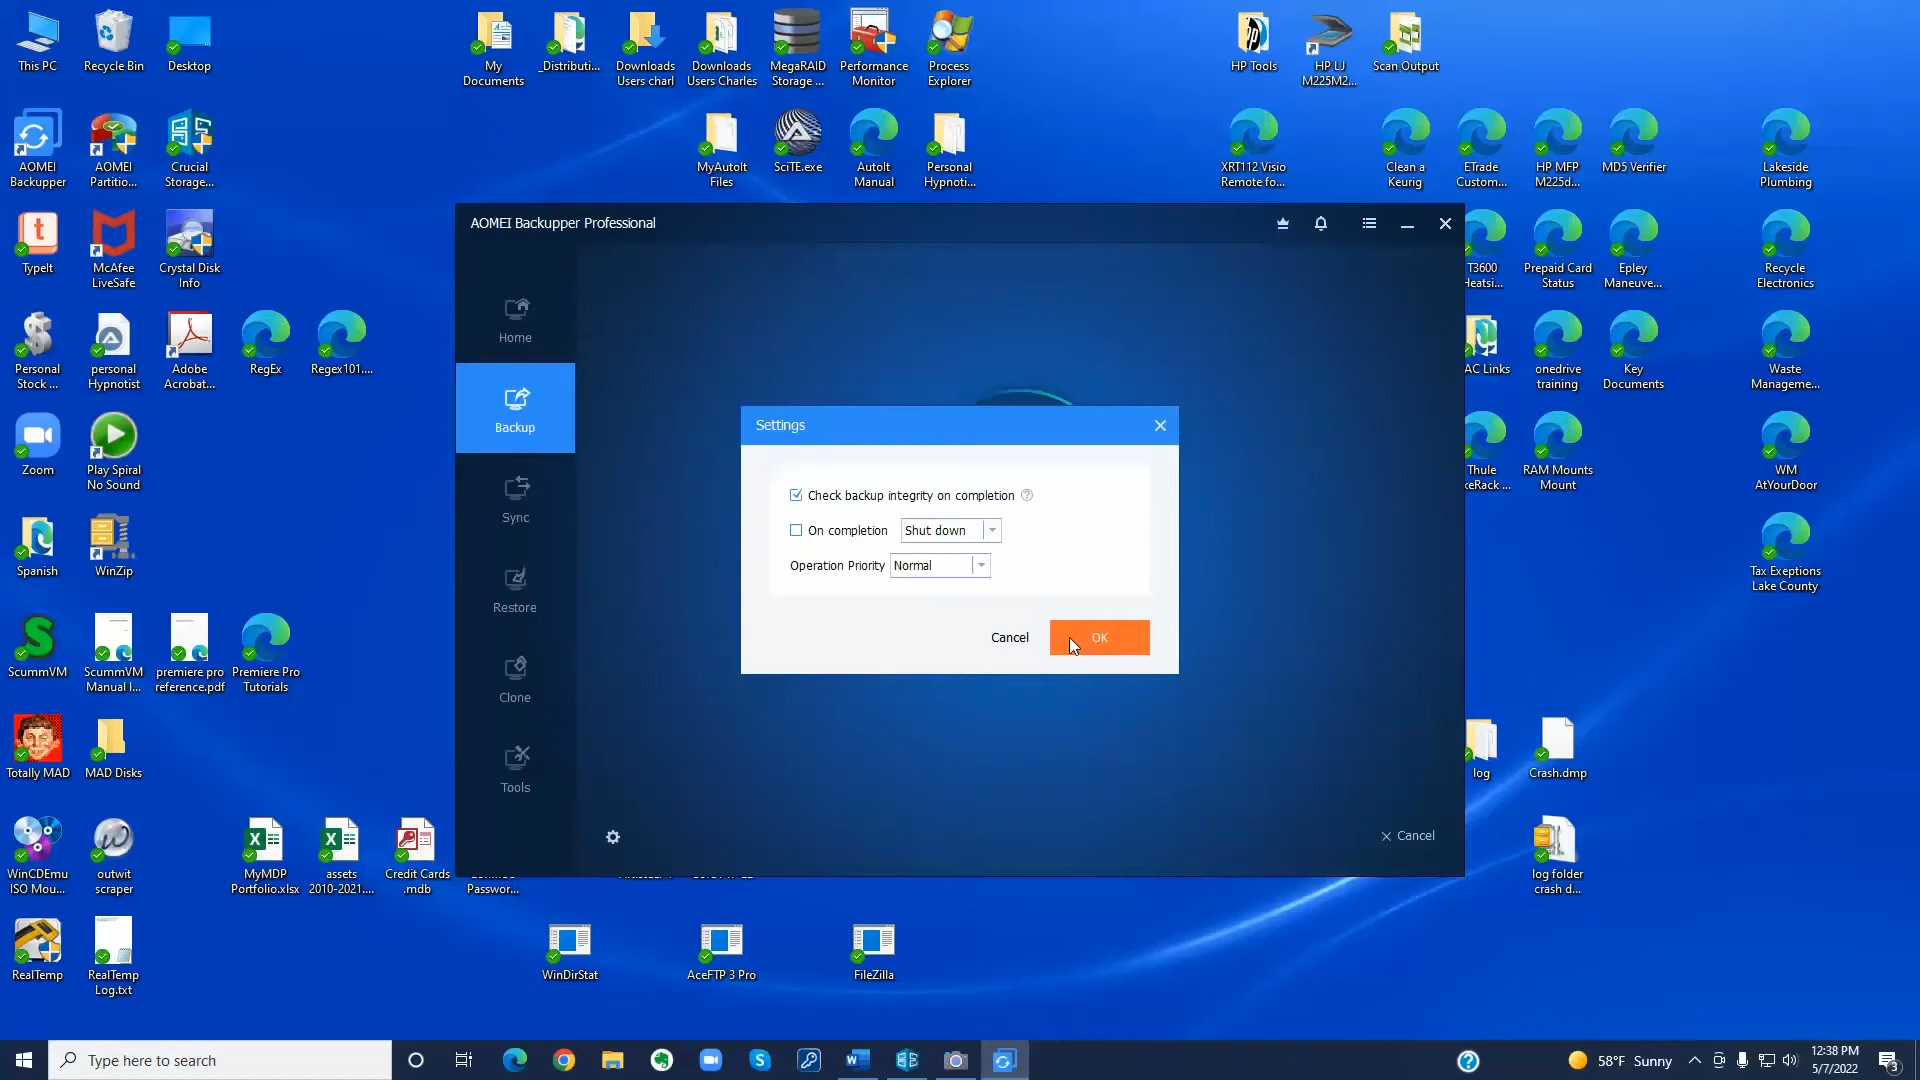 This PC
Recycle Bin
Desktop
My
Documents
_Distributi...
Downloads
Users charl
Downloads
Users Charles
MegaRAID
Storage ...
Performance
Monitor
Process
Explorer
HP Tools
HP LJ
M225M2...
Scan Output
AOMEI
Backupper
AOMEI
Partitio...
Crucial
Storage...
MyAutoIt
Files
SciTE.exe
AutoIt
Manual
Personal
Hypnoti...
XRT112 Visio
Remote fo...
Clean a
Keurig
ETrade
Custom...
HP MFP
M225d...
MD5 Verifier
Lakeside
Plumbing
AOMEI Backupper Professional
TypeIt
McAfee
LiveSafe
Crystal Disk
Info
T3600
Heatsi...
Prepaid Card
Status
Epley
Maneuve...
Recycle
Electronics
Home
Personal
Stock ...
personal
Hypnotist
Adobe
Acrobat...
RegEx
Regex101....
AC Links
onedrive
training
Key
Documents
Waste
Manageme...
Backup
Settings
Zoom
Play Spiral
No Sound
Thule
keRack ...
RAM Mounts
Mount
WM
AtYourDoor
Check backup integrity on completion
On completion Shut down
Operation Priority Normal
Cancel OK
Sync
Spanish
WinZip
Tax Exeptions
Lake County
Restore
ScummVM
ScummVM
Manual I...
premiere pro
reference.pdf
Premiere Pro
Tutorials
Clone
Totally MAD
MAD Disks
log
Crash.dmp
Tools
Cancel
WinCDEmu
ISO Mou...
outwit
scraper
MyMDP
Portfolio.xlsx
assets
2010-2021....
Credit Cards
.mdb
Passwor...
log folder
crash d...
RealTemp
RealTemp
Log.txt
WinDirStat
AceFTP 3 Pro
FileZilla
Type here to search
58°F Sunny
12:38 PM
5/7/2022
3